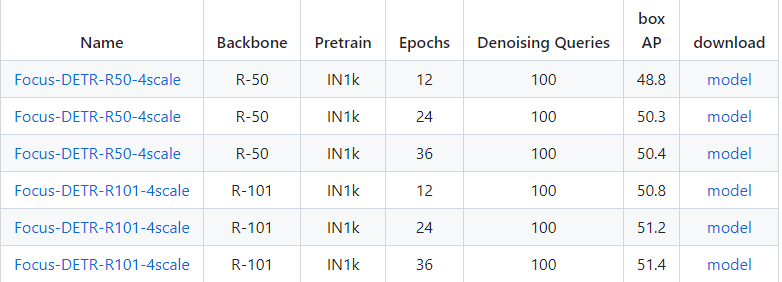 Name Backbone Pretrain Epochs Denoising Queries box AP download
Focus-DETR-R50-4scale R-50 IN1k 12 100 48.8 model
Focus-DETR-R50-4scale R-50 IN1k 24 100 50.3 model
Focus-DETR-R50-4scale R-50 IN1k 36 100 50.4 model
Focus-DETR-R101-4scale R-101 IN1k 12 100 50.8 model
Focus-DETR-R101-4scale R-101 IN1k 24 100 51.2 model
Focus-DETR-R101-4scale R-101 IN1k 36 100 51.4 model